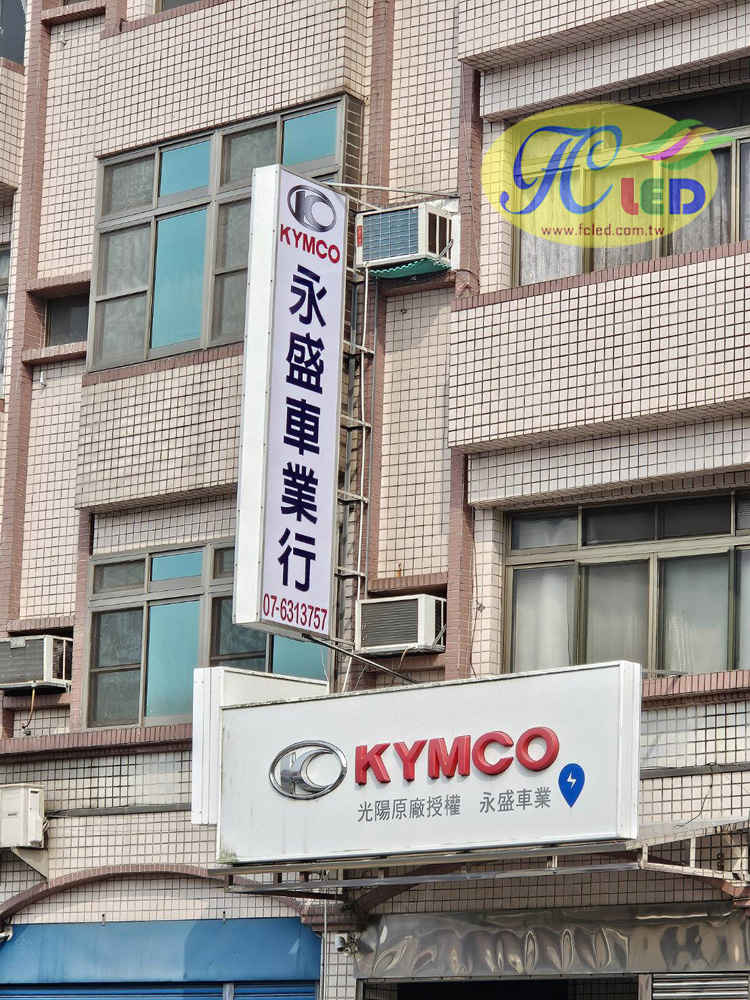 FC LED
www.fcled.com.tw
KYMCO
永盛車業行
07-6313757
KYMCO
光陽原廠授權 永盛車業